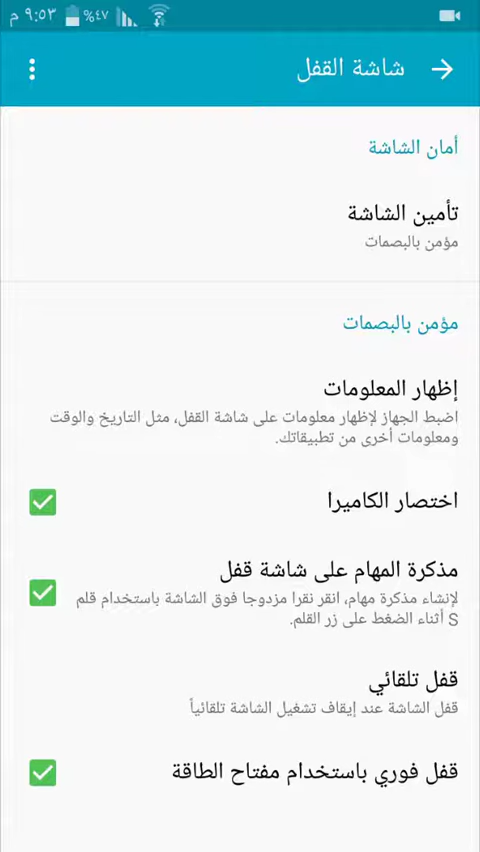 ٩:٥٣ م ٤٧%
شاشة القفل
أمان الشاشة
تأمين الشاشة
مؤمن بالبصمات
مؤمن بالبصمات
إظهار المعلومات
اضبط الجهاز لإظهار معلومات على شاشة القفل، مثل التاريخ والوقت
ومعلومات أخرى من تطبيقاتك.
اختصار الكاميرا
مذكرة المهام على شاشة قفل
لإنشاء مذكرة مهام، انقر نقرا مزدوجا فوق الشاشة باستخدام قلم
S أثناء الضغط على زر القلم.
قفل تلقائي
قفل الشاشة عند إيقاف تشغيل الشاشة تلقائياً
قفل فوري باستخدام مفتاح الطاقة